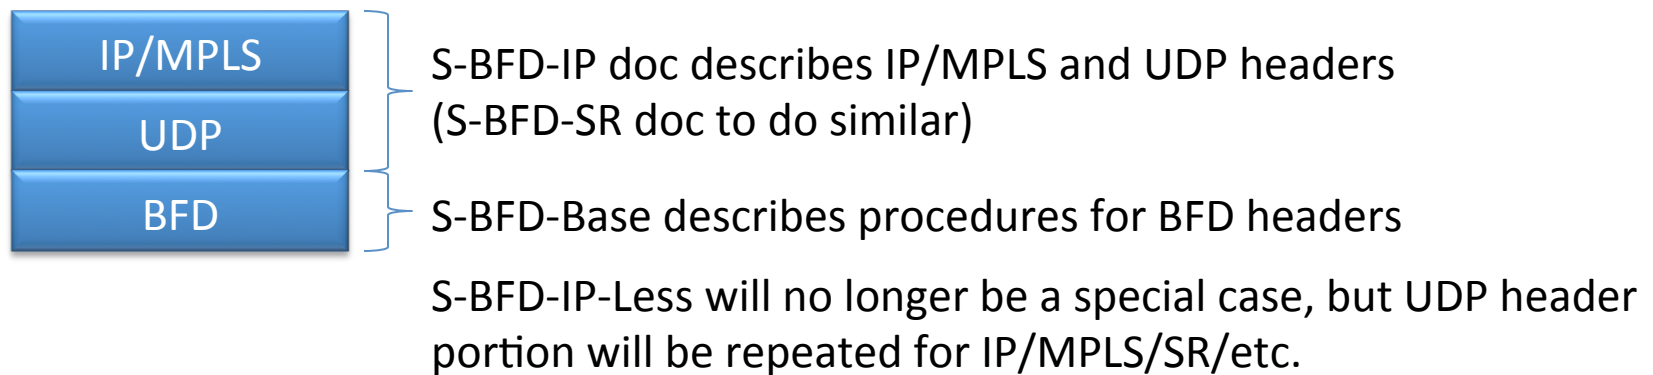 IP/MPLS
UDP
BFD
S-BFD-IP doc describes IP/MPLS and UDP headers
(S-BFD-SR doc to do similar)
S-BFD-Base describes procedures for BFD headers
S-BFD-IP-Less will no longer be a special case, but UDP header
portion will be repeated for IP/MPLS/SR/etc.